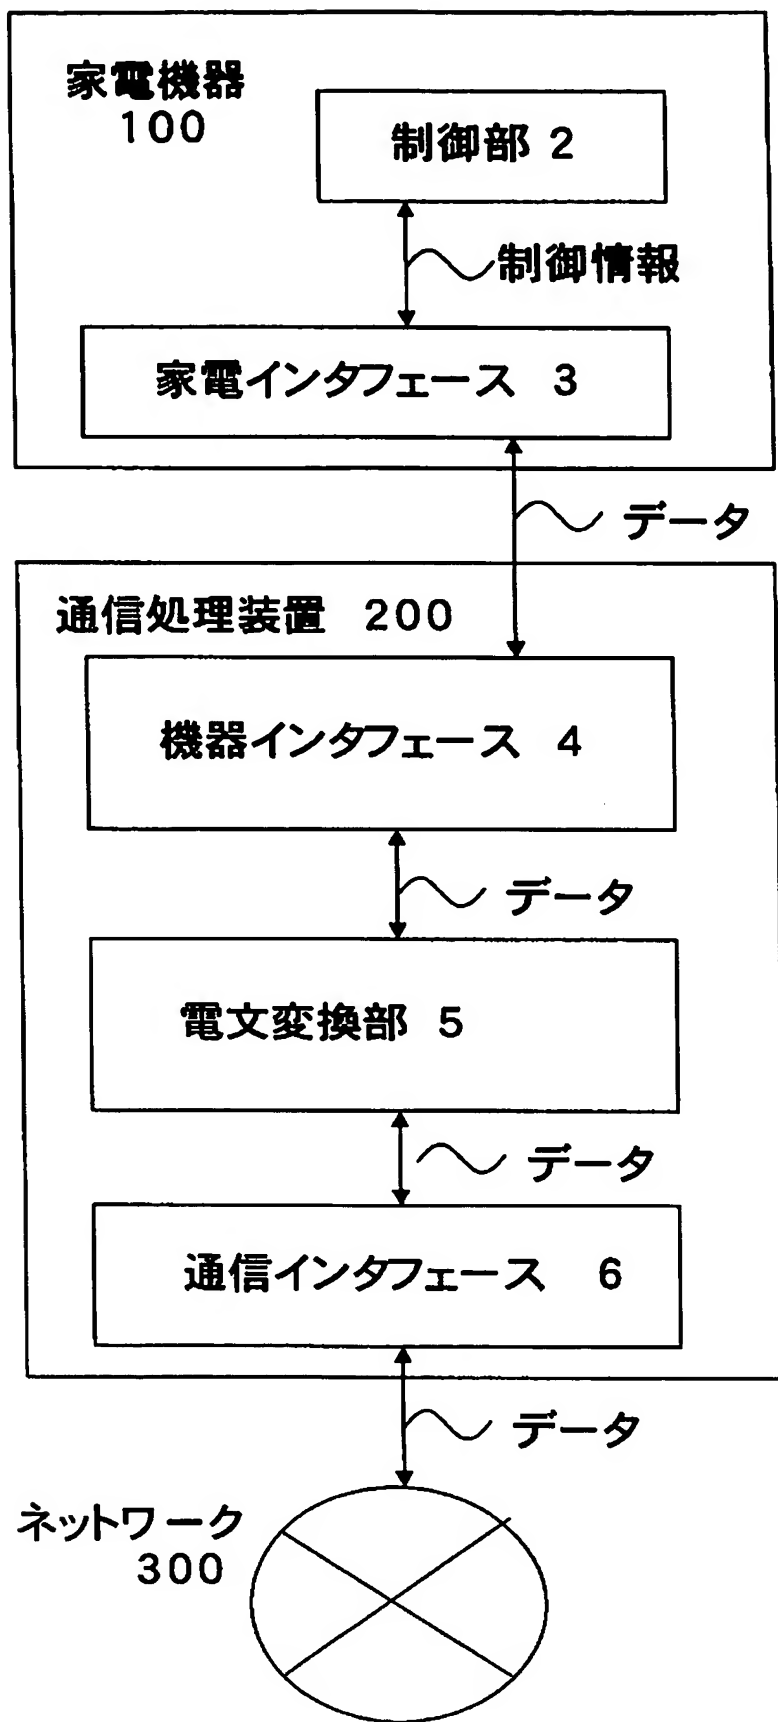 家電機器
100
制御部 2
制御情報
家電インタフェース 3
データ
通信処理装置 200
機器インタフェース 4
データ
電文変換部 5
データ
通信インタフェース 6
データ
ネットワーク
300